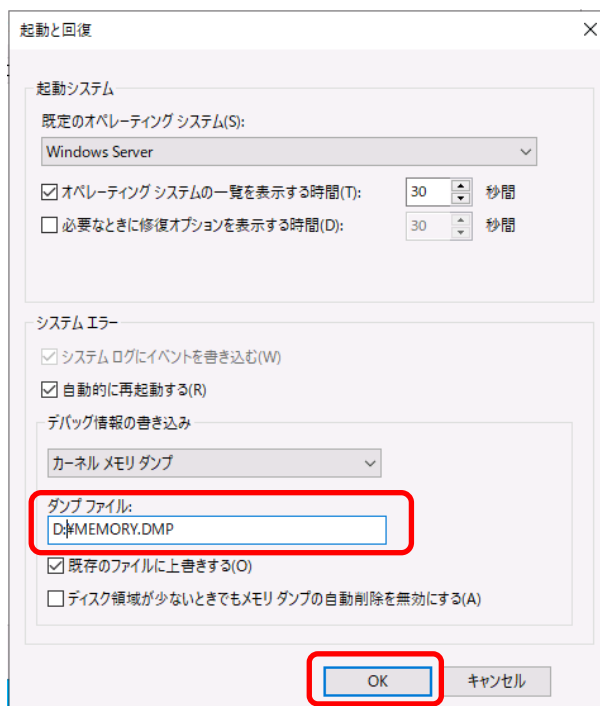 起動と回復
起動システム
既定のオペレーティング システム(S):
Windows Server
オペレーティング システムの一覧を表示する時間(T): 30 秒間
必要なときに修復オプションを表示する時間(D): 30 秒間
システム エラー
システム ログにイベントを書き込む(W)
自動的に再起動する(R)
デバッグ情報の書き込み
カーネル メモリ ダンプ
ダンプ ファイル:
D:¥MEMORY.DMP
既存のファイルに上書きする(O)
ディスク領域が少ないときでもメモリ ダンプの自動削除を無効にする(A)
OK キャンセル